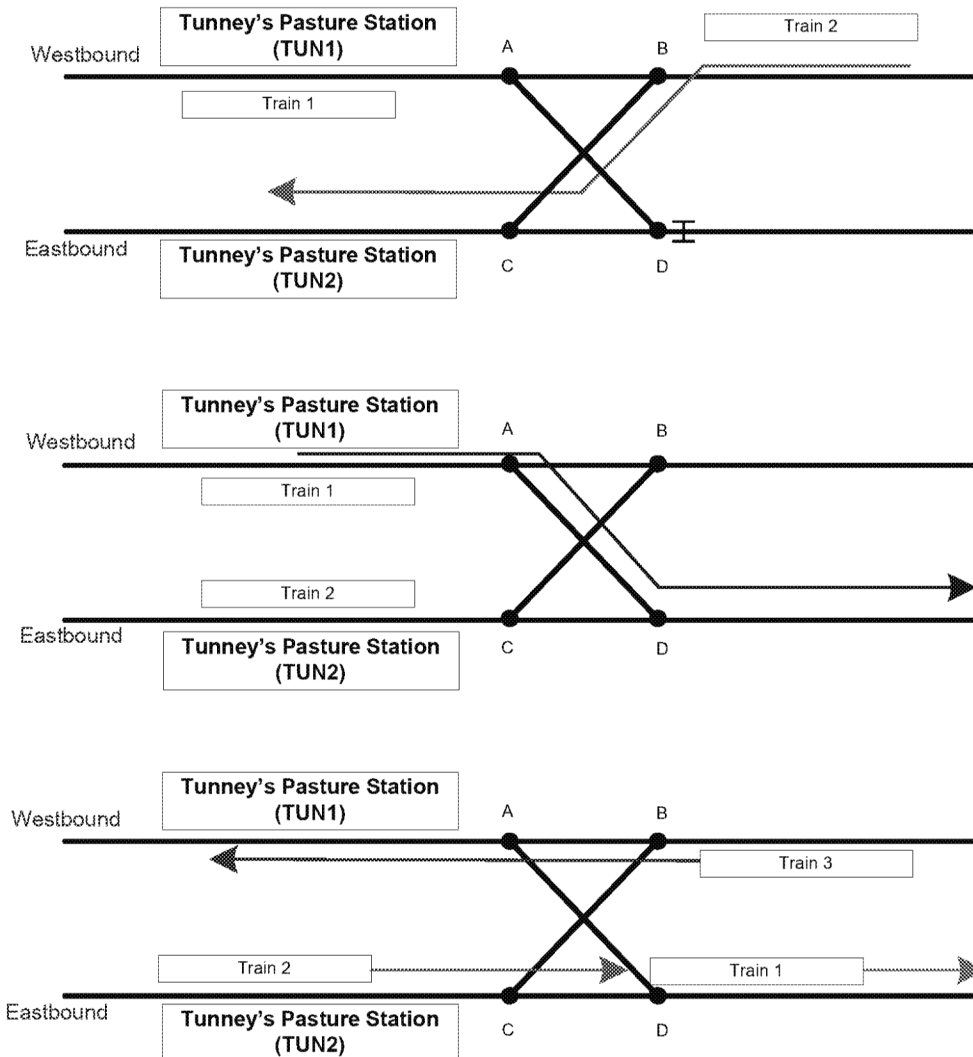 Tunney's Pasture Station
(TUN1)
A
B
Train 2
Westbound
Train 1
Eastbound
Tunney's Pasture Station
(TUN2)
C
D
Tunney's Pasture Station
(TUN1)
A
B
Westbound
Train 1
Train 2
Eastbound
Tunney's Pasture Station
(TUN2)
C
D
Tunney's Pasture Station
(TUN1)
A
B
Westbound
Train 3
Train 2
Train 1
Eastbound
Tunney's Pasture Station
(TUN2)
C
D